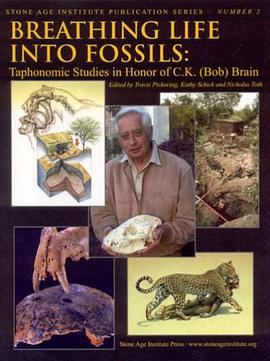 STONE AGE INSTITUTE PUBLICATION SERIES - NUMBER 2
BREATHING LIFE
INTO FOSSILS:
Taphonomic Studies in Honor of C.K. (Bob) Brain
Edited by Travis Pickering, Kathy Schick and Nicholas Toth
Stone Age Institute Press - www.stoneageinstitute.org